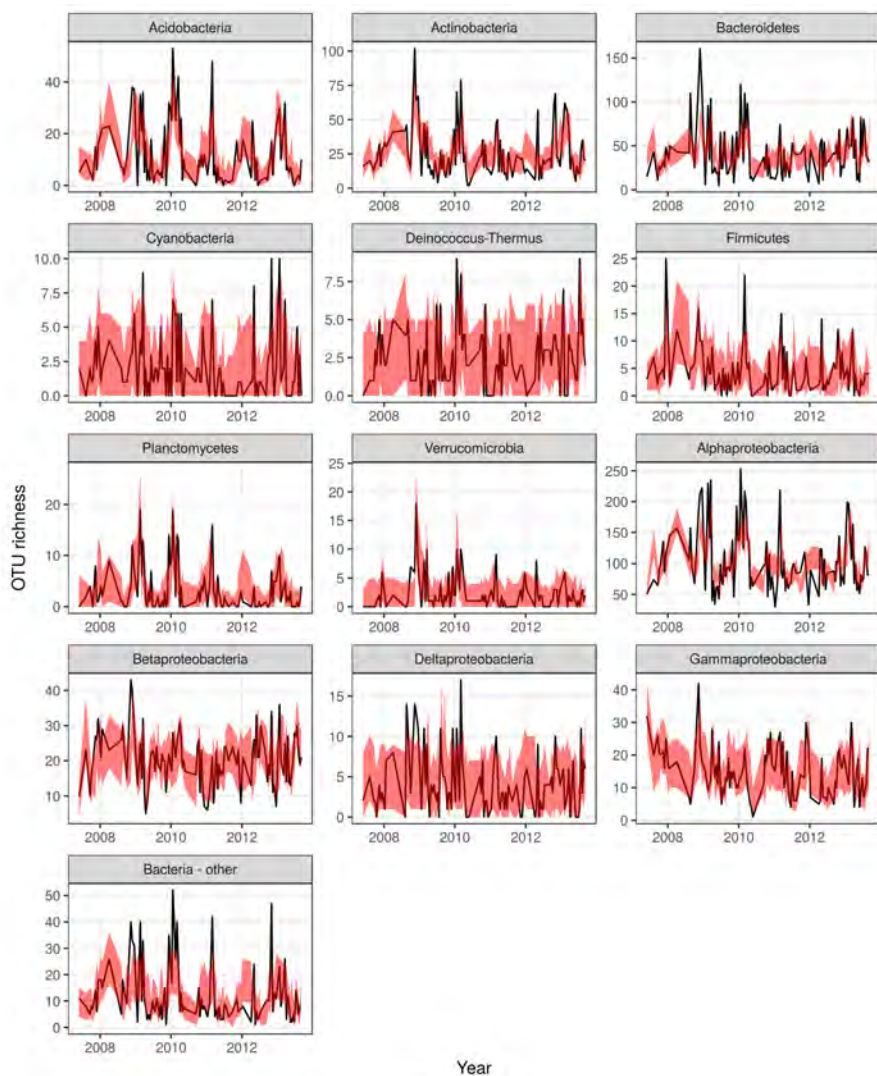 Acidobacteria
Actinobacteria
Bacteroidetes
40
20
0
100
75
50
25
0
150
100
50
0
2008 2010 2012
2008 2010 2012
2008 2010 2012
Cyanobacteria
Deinococcus-Thermus
Firmicutes
10.0
7.5
5.0
2.5
0.0
7.5
5.0
2.5
0.0
25
20
15
10
5
0
2008 2010 2012
2008 2010 2012
2008 2010 2012
OTU richness
Planctomycetes
Verrucomicrobia
Alphaproteobacteria
20
10
0
25
20
15
10
5
0
250
200
150
100
50
2008 2010 2012
2008 2010 2012
2008 2010 2012
Betaproteobacteria
Deltaproteobacteria
Gammaproteobacteria
40
30
20
10
15
10
5
0
40
30
20
10
0
2008 2010 2012
2008 2010 2012
2008 2010 2012
Bacteria - other
50
40
30
20
10
0
2008 2010 2012
Year